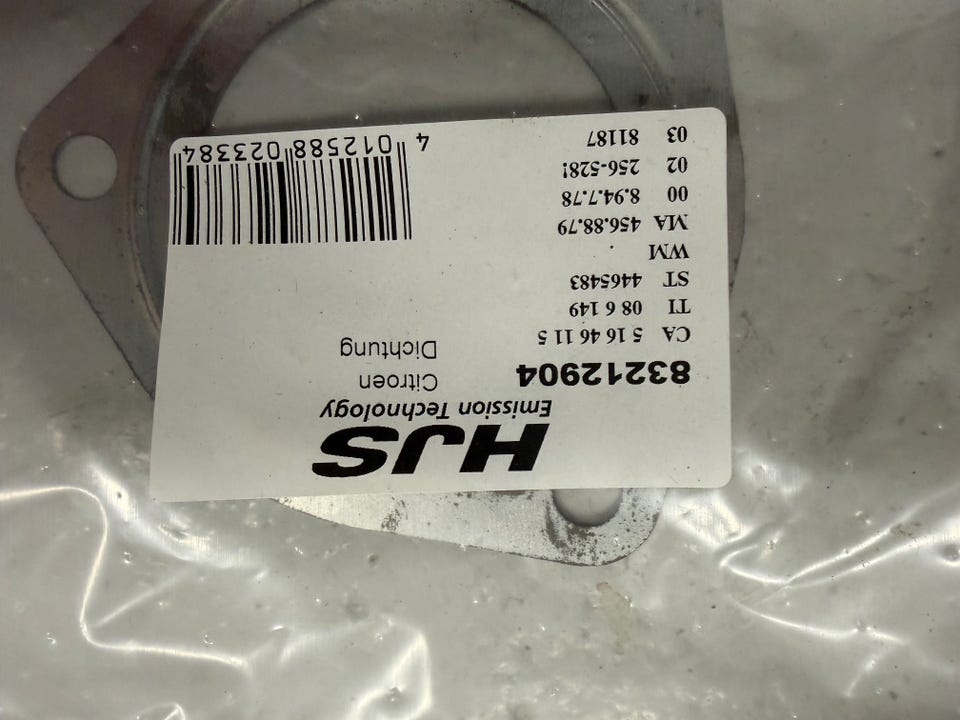 HJS
Emission Technology
83212904 Citroen
Dichtung
CA 5 16 46 11 5
TI 08 6 149
ST 4465483
WM .
MA 456.88.79
00 8.94.7.78
02 256-528!
03 81187
4 012588 023384